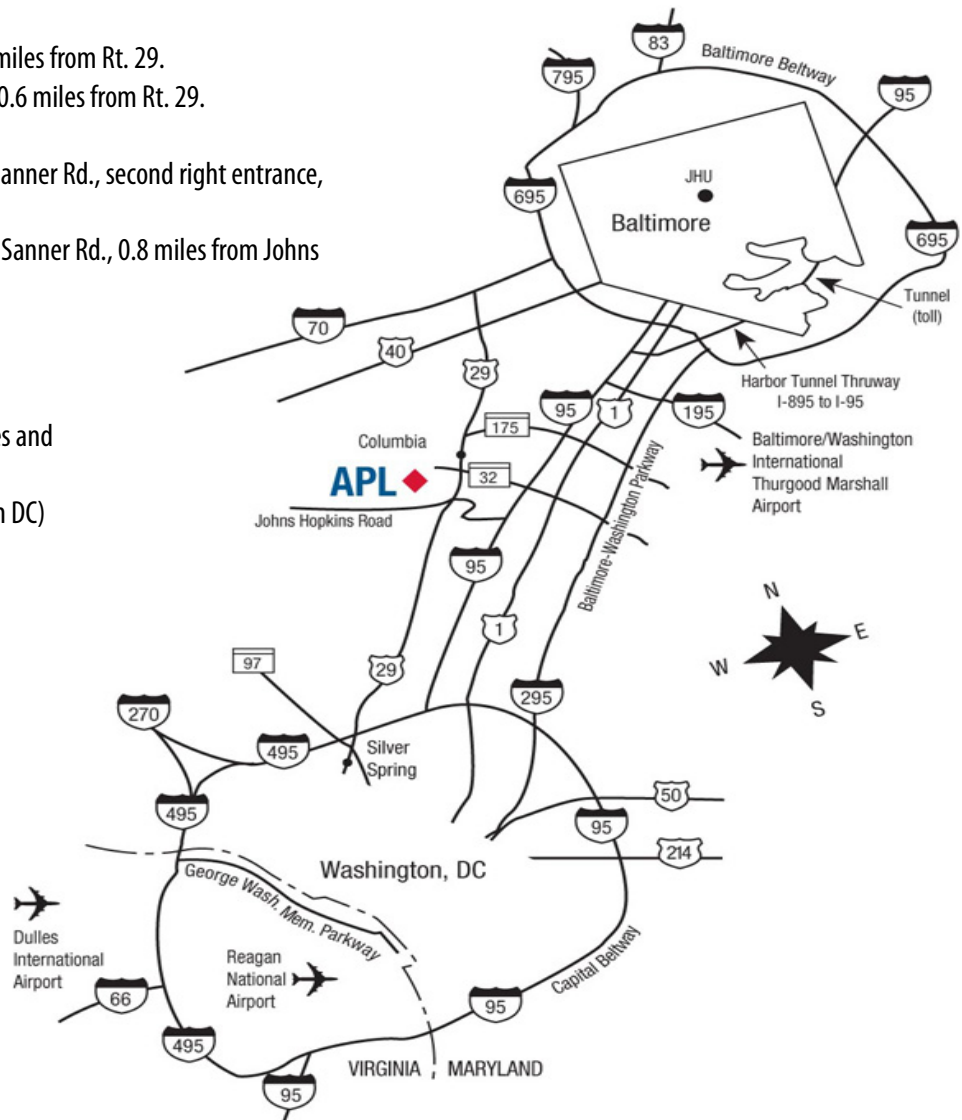 miles from Rt. 29.
0.6 miles from Rt. 29.
anner Rd., second right entrance,
Sanner Rd., 0.8 miles from Johns
es and
n DC)
83
Baltimore Beltway
795
95
JHU
695
Baltimore
695
Tunnel
(toll)
70
40
29
Harbor Tunnel Thruway
I-895 to I-95
95
1
195
175
Columbia
Baltimore/Washington
International
Thurgood Marshall
Airport
32
APL
Johns Hopkins Road
Baltimore-Washington Parkway
95
N
E
W
S
1
97
29
295
270
495
Silver
Spring
50
495
95
214
Washington, DC
George Wash. Mem. Parkway
Dulles
International
Airport
Reagan
National
Airport
Capital Beltway
66
95
495
VIRGINIA
MARYLAND
95